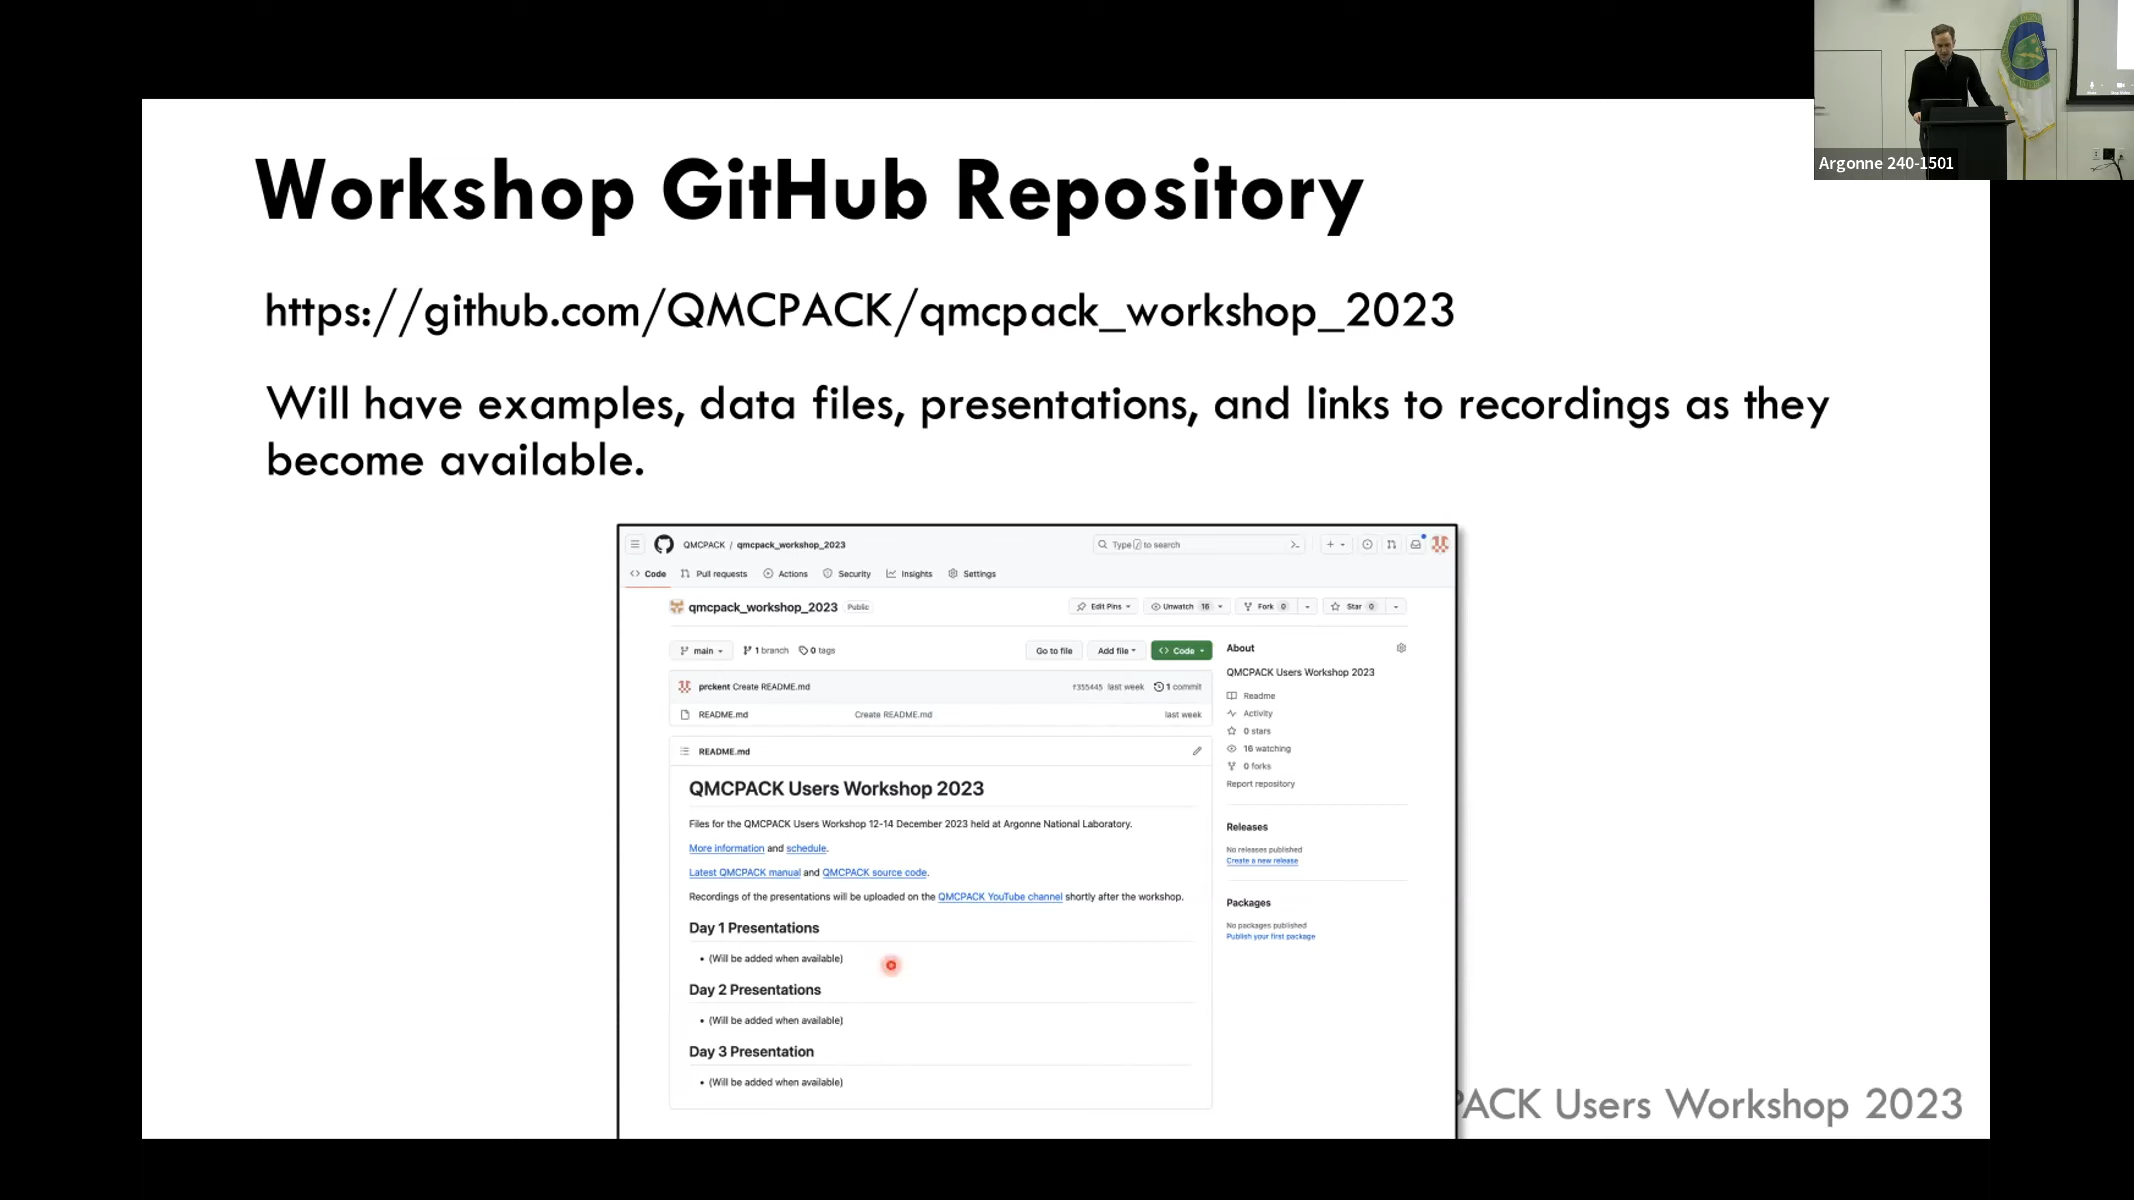 Workshop GitHub Repository
https://github.com/QMCPACK/qmcpack_workshop_2023
Will have examples, data files, presentations, and links to recordings as they
become available.
Argonne 240-1501
QMCPACK / qmcpack_workshop_2023
Type / to search
Code Pull requests Actions Security Insights Settings
qmcpack_workshop_2023 Public
Edit Pins Unwatch 16 Fork 0 Star 0
main 1 branch 0 tags
Go to file Add file Code
prckent Create README.md f355445 last week 1 commit
README.md Create README.md last week
README.md
QMCPACK Users Workshop 2023
Files for the QMCPACK Users Workshop 12-14 December 2023 held at Argonne National Laboratory.
More information and schedule.
Latest QMCPACK manual and QMCPACK source code.
Recordings of the presentations will be uploaded on the QMCPACK YouTube channel shortly after the workshop.
Day 1 Presentations
• (Will be added when available)
Day 2 Presentations
• (Will be added when available)
Day 3 Presentation
• (Will be added when available)
About
QMCPACK Users Workshop 2023
Readme
Activity
0 stars
16 watching
0 forks
Report repository
Releases
No releases published
Create a new release
Packages
No packages published
Publish your first package
PACK Users Workshop 2023